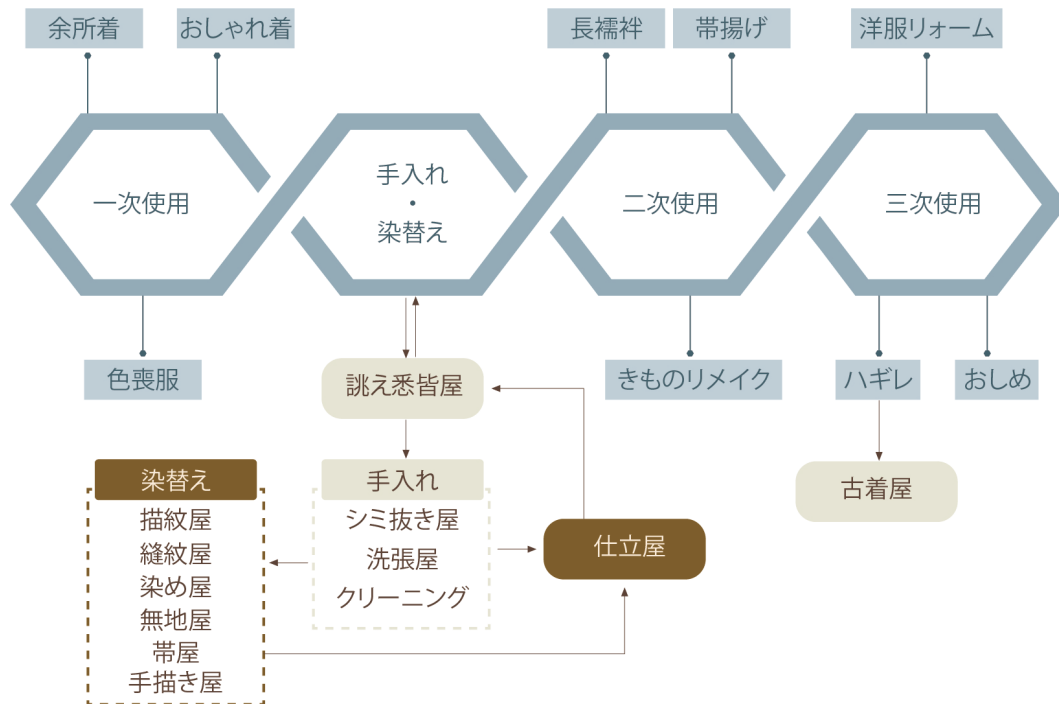 余所着
おしゃれ着
長襦袢
帯揚げ
洋服リォーム
一次使用
手入れ
・
染替え
二次使用
三次使用
色喪服
誂え悉皆屋
きものリメイク
ハギレ
おしめ
染替え
描紋屋
縫紋屋
染め屋
無地屋
帯屋
手描き屋
手入れ
シミ抜き屋
洗張屋
クリーニング
仕立屋
古着屋